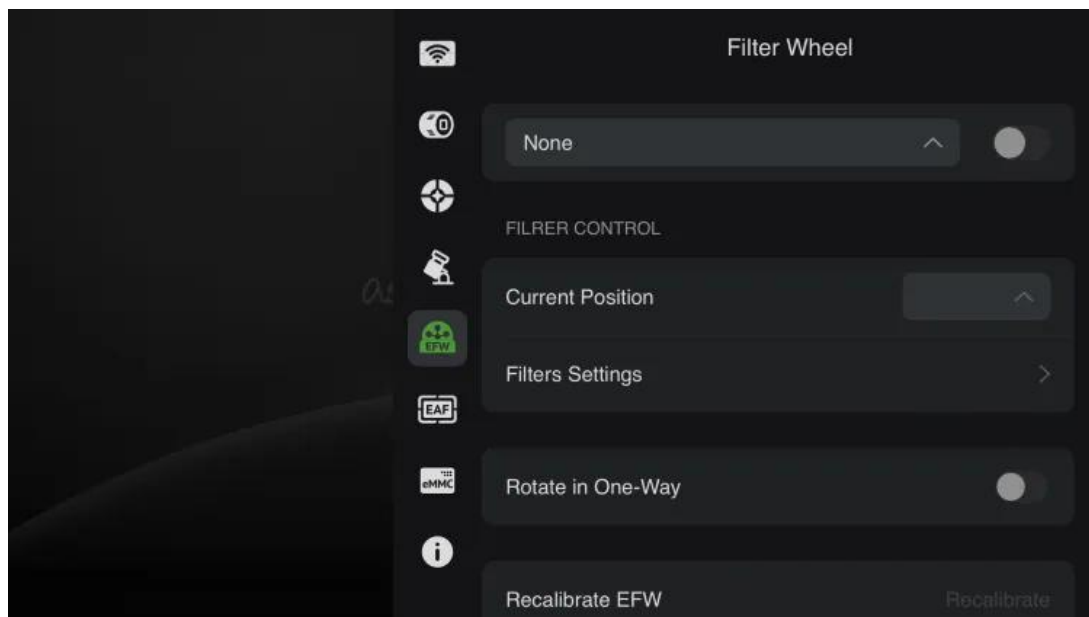 Filter Wheel
None
FILRER CONTROL
Current Position
EFW
Filters Settings
EAF
eMMC
Rotate in One-Way
Recalibrate EFW Recalibrate